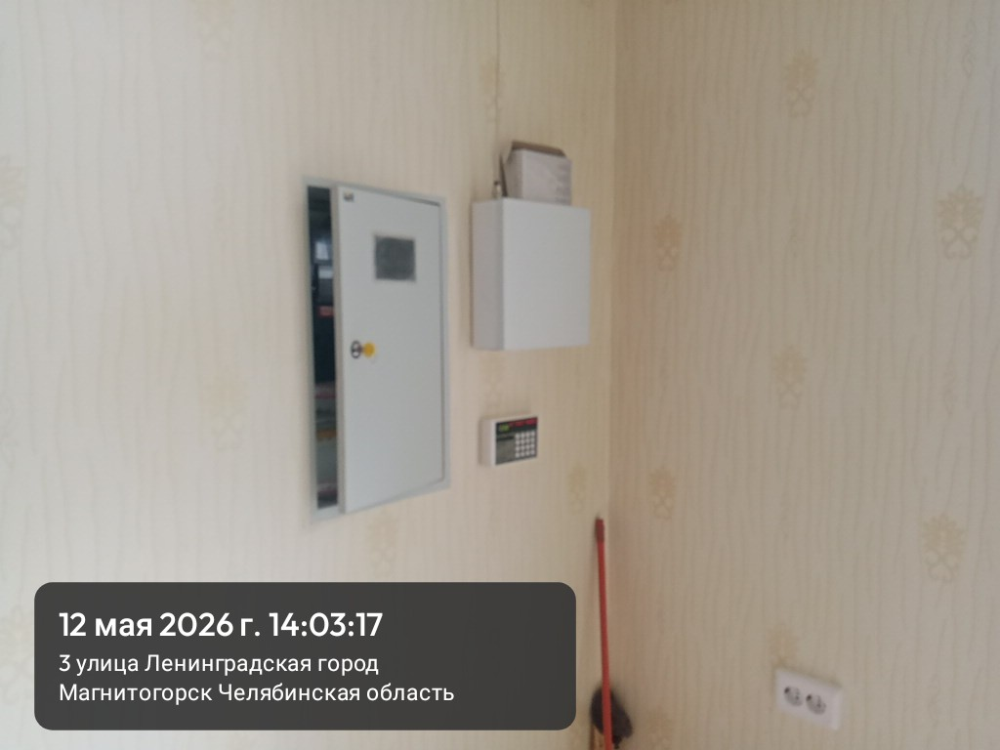 12 мая 2026 г. 14:03:17
3 улица Ленинградская город
Магнитогорск Челябинская область